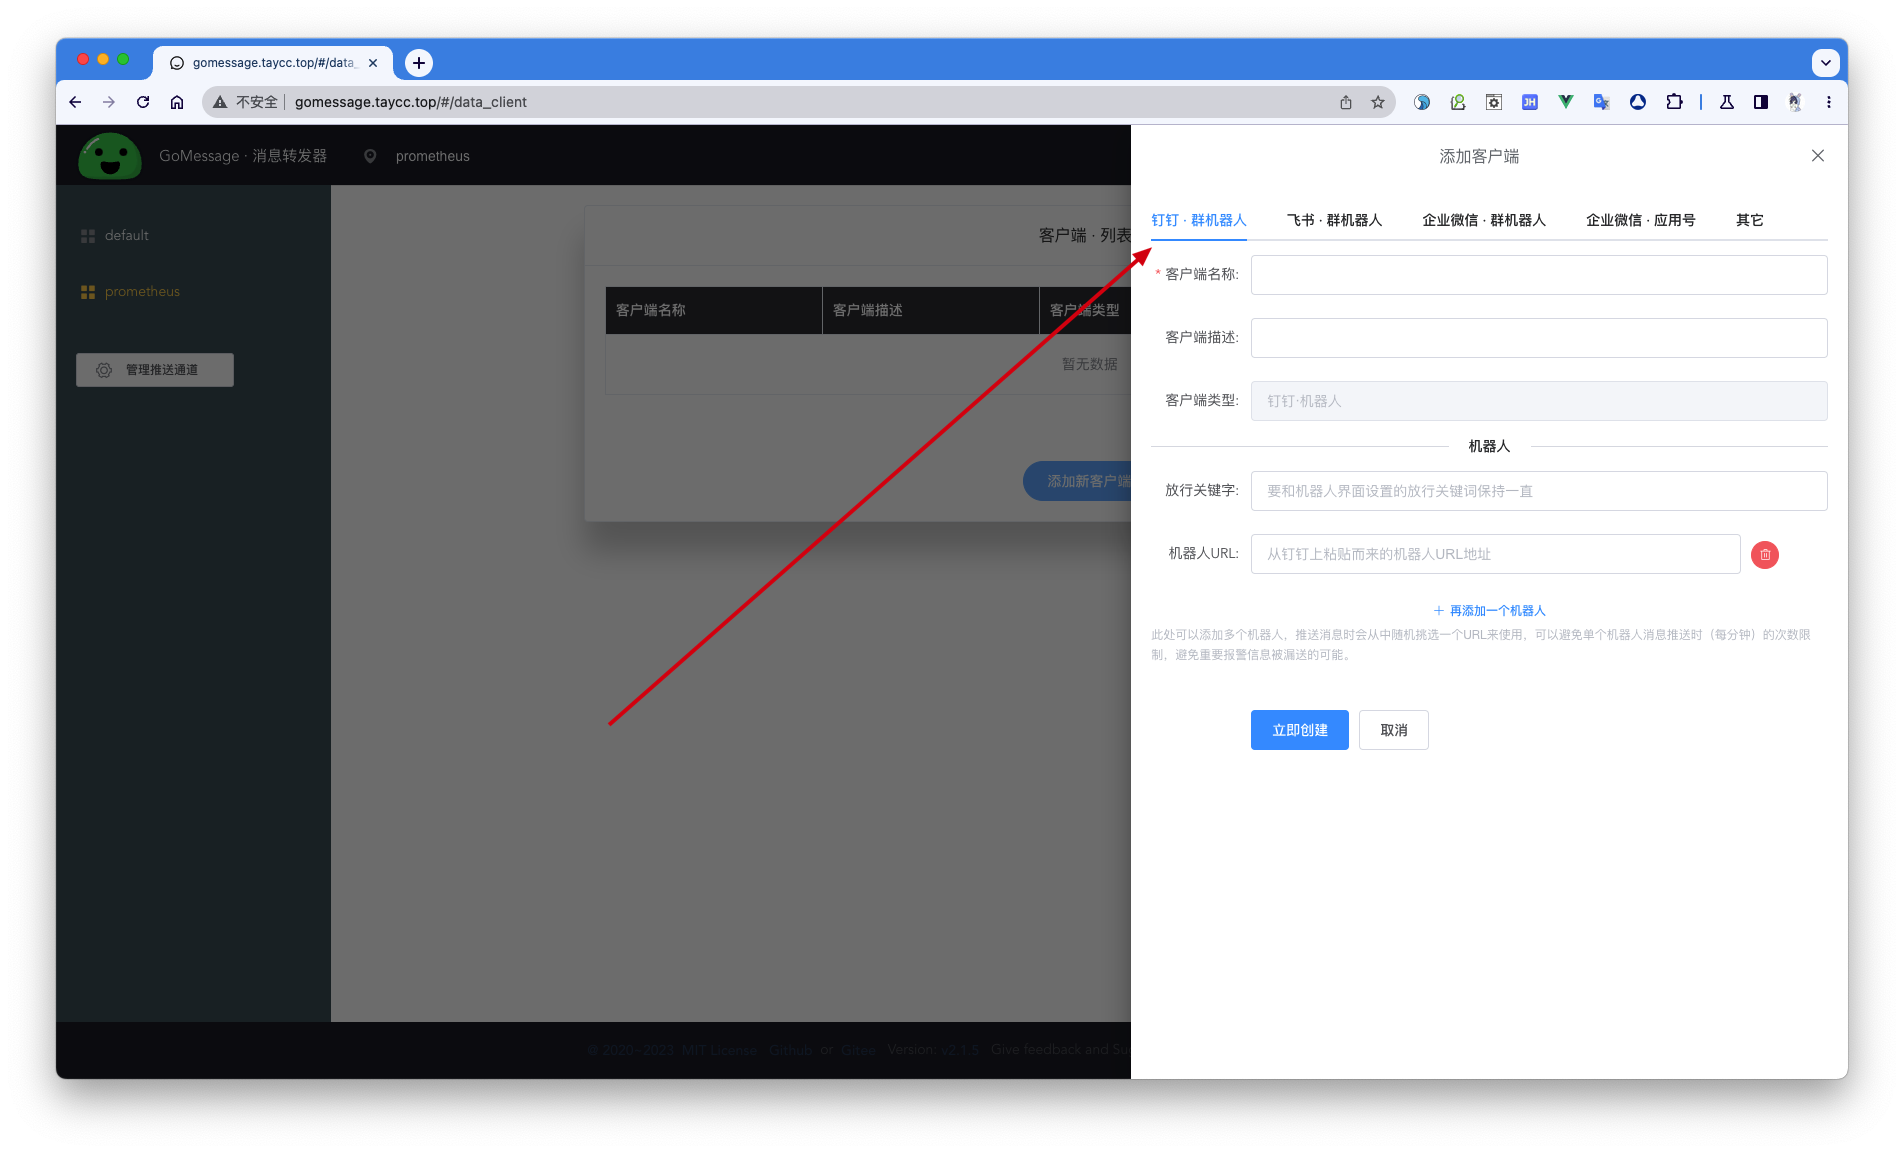 gomessage.taycc.top/#/data_
不安全 gomessage.taycc.top/#/data_client
JH
GoMessage · 消息转发器 prometheus
default
prometheus
管理推送通道
客户端 · 列表
客户端名称 客户端描述 客户端类型
暂无数据
添加新客户端
© 2020~2023 MIT License Github or Gitee Version: v2.1.5 Give feedback and Su
添加客户端
钉钉 · 群机器人 飞书 · 群机器人 企业微信 · 群机器人 企业微信 · 应用号 其它
* 客户端名称:
客户端描述:
客户端类型: 钉钉·机器人
机器人
放行关键字: 要和机器人界面设置的放行关键词保持一直
机器人URL: 从钉钉上粘贴而来的机器人URL地址
+ 再添加一个机器人
此处可以添加多个机器人，推送消息时会从中随机挑选一个URL来使用，可以避免单个机器人消息推送时（每分钟）的次数限
制，避免重要报警信息被漏送的可能。
立即创建 取消